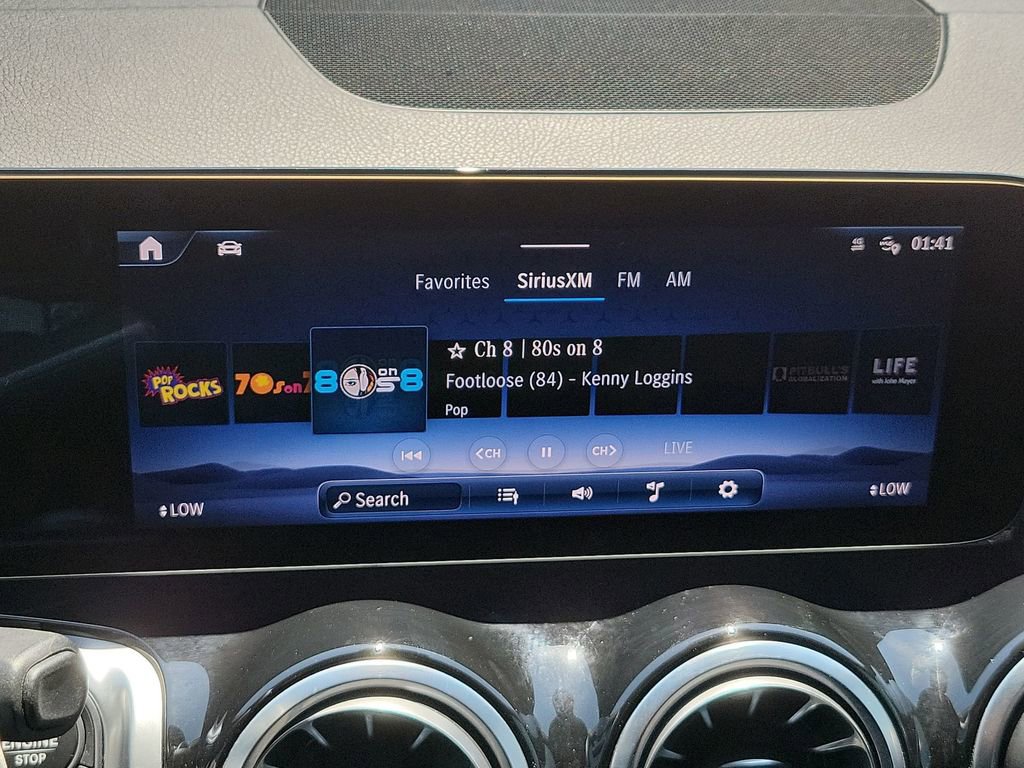 4G 01:41
Favorites SiriusXM FM AM
☆ Ch 8 | 80s on 8
POP ROCKS
70s on 7
80s on 8
Footloose (84) - Kenny Loggins
Pop
PITBULL'S
GLOBALIZATION
LIFE
with John Mayer
<CH CH> LIVE
LOW Search LOW
ENGINE
STOP